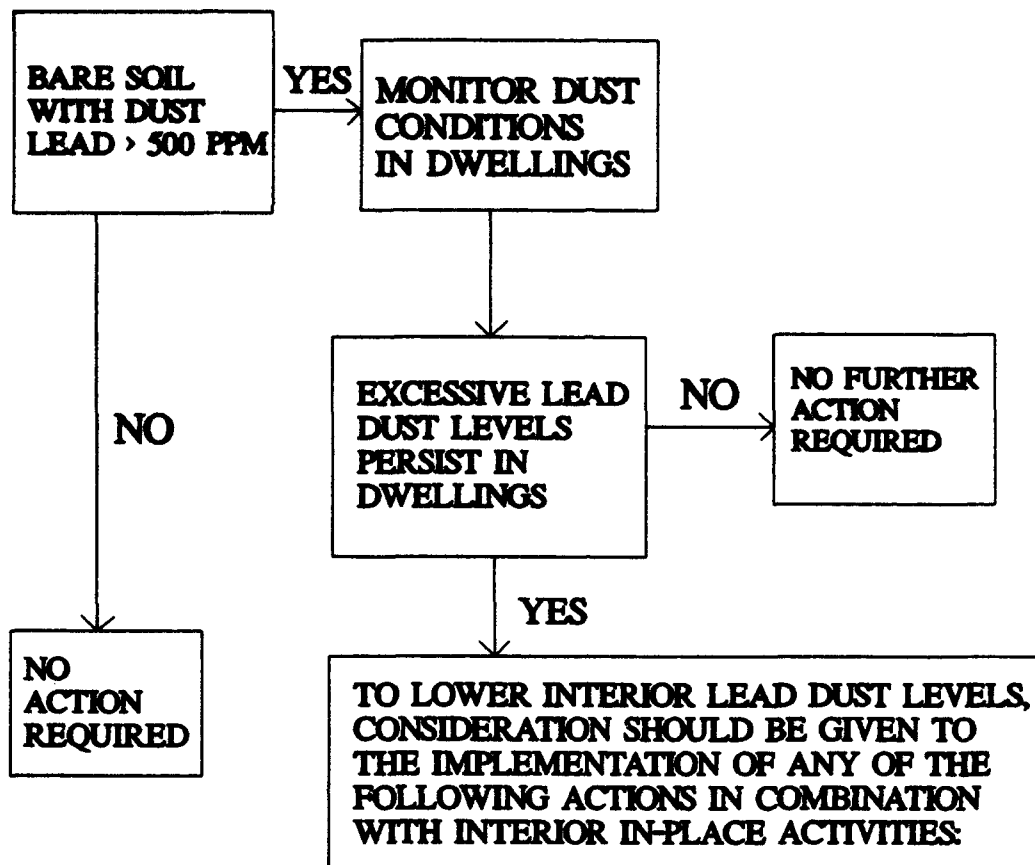 BARE SOIL
WITH DUST
LEAD > 500 PPM
YES
MONITOR DUST
CONDITIONS
IN DWELLINGS
NO
EXCESSIVE LEAD
DUST LEVELS
PERSIST IN
DWELLINGS
NO
NO FURTHER
ACTION
REQUIRED
YES
NO
ACTION
REQUIRED
TO LOWER INTERIOR LEAD DUST LEVELS,
CONSIDERATION SHOULD BE GIVEN TO
THE IMPLEMENTATION OF ANY OF THE
FOLLOWING ACTIONS IN COMBINATION
WITH INTERIOR IN-PLACE ACTIVITIES: